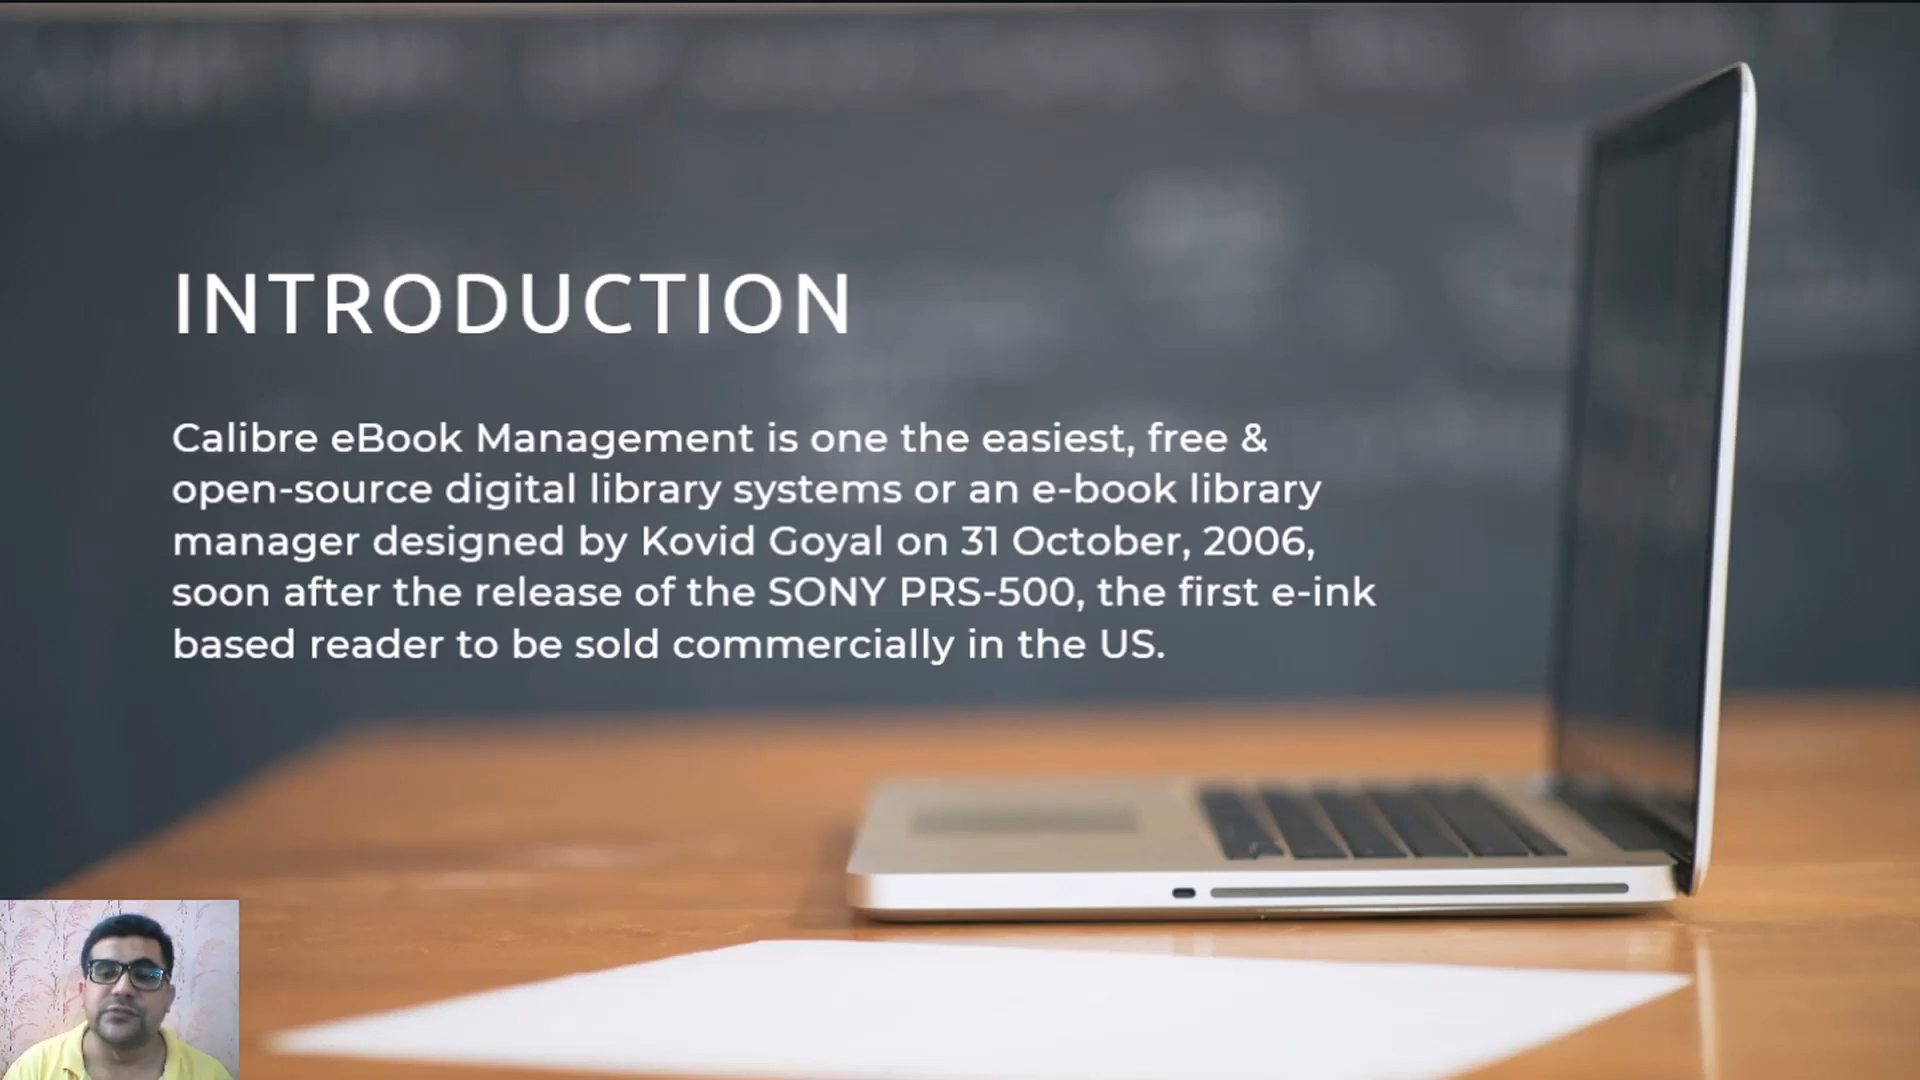 INTRODUCTION
Calibre eBook Management is one the easiest, free &
open-source digital library systems or an e-book library
manager designed by Kovid Goyal on 31 October, 2006,
soon after the release of the SONY PRS-500, the first e-ink
based reader to be sold commercially in the US.